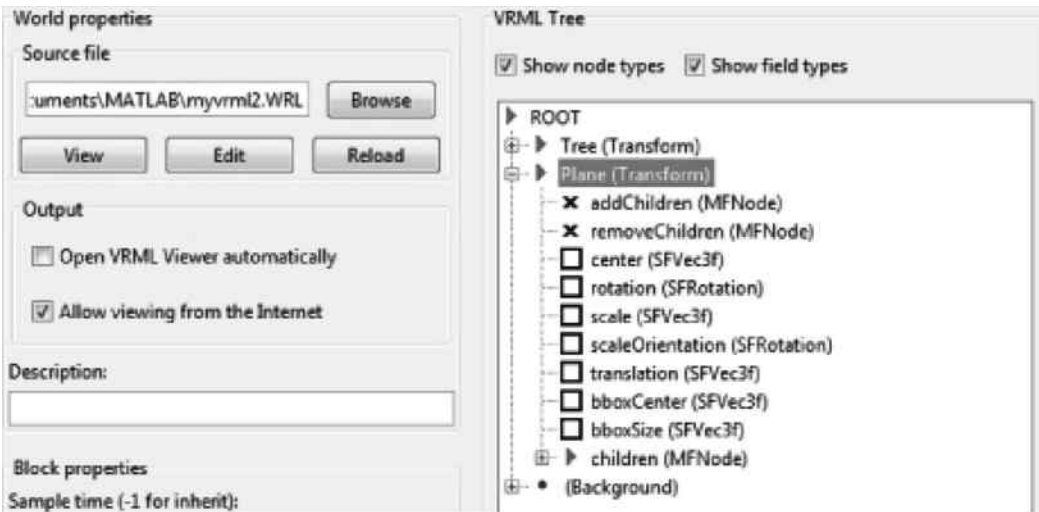 World properties
Source file
:uments\MATLAB\myvrml2.WRL
Browse
View
Edit
Reload
Output
Open VRML Viewer automatically
Allow viewing from the Internet
Description:
Block properties
Sample time (-1 for inherit):
VRML Tree
Show node types
Show field types
ROOT
Tree (Transform)
Plane (Transform)
addChildren (MFNode)
removeChildren (MFNode)
center (SFVec3f)
rotation (SFRotation)
scale (SFVec3f)
scaleOrientation (SFRotation)
translation (SFVec3f)
bboxCenter (SFVec3f)
bboxSize (SFVec3f)
children (MFNode)
(Background)